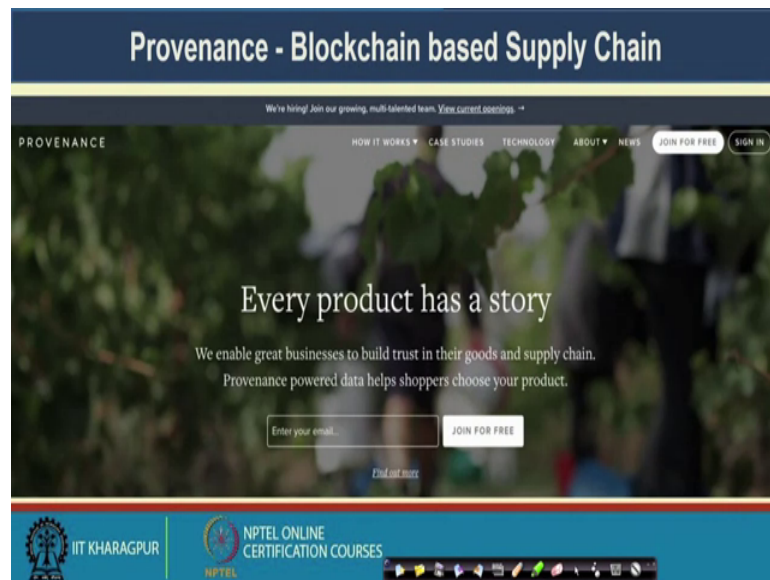 Provenance - Blockchain based Supply Chain
We're hiring! Join our growing, multi-talented team. View current openings. →
PROVENANCE
HOW IT WORKS ▾ CASE STUDIES TECHNOLOGY ABOUT ▾ NEWS JOIN FOR FREE SIGN IN
Every product has a story
We enable great businesses to build trust in their goods and supply chain.
Provenance powered data helps shoppers choose your product.
Enter your email... JOIN FOR FREE
Find out more
IIT KHARAGPUR
NPTEL ONLINE
CERTIFICATION COURSES
NPTEL